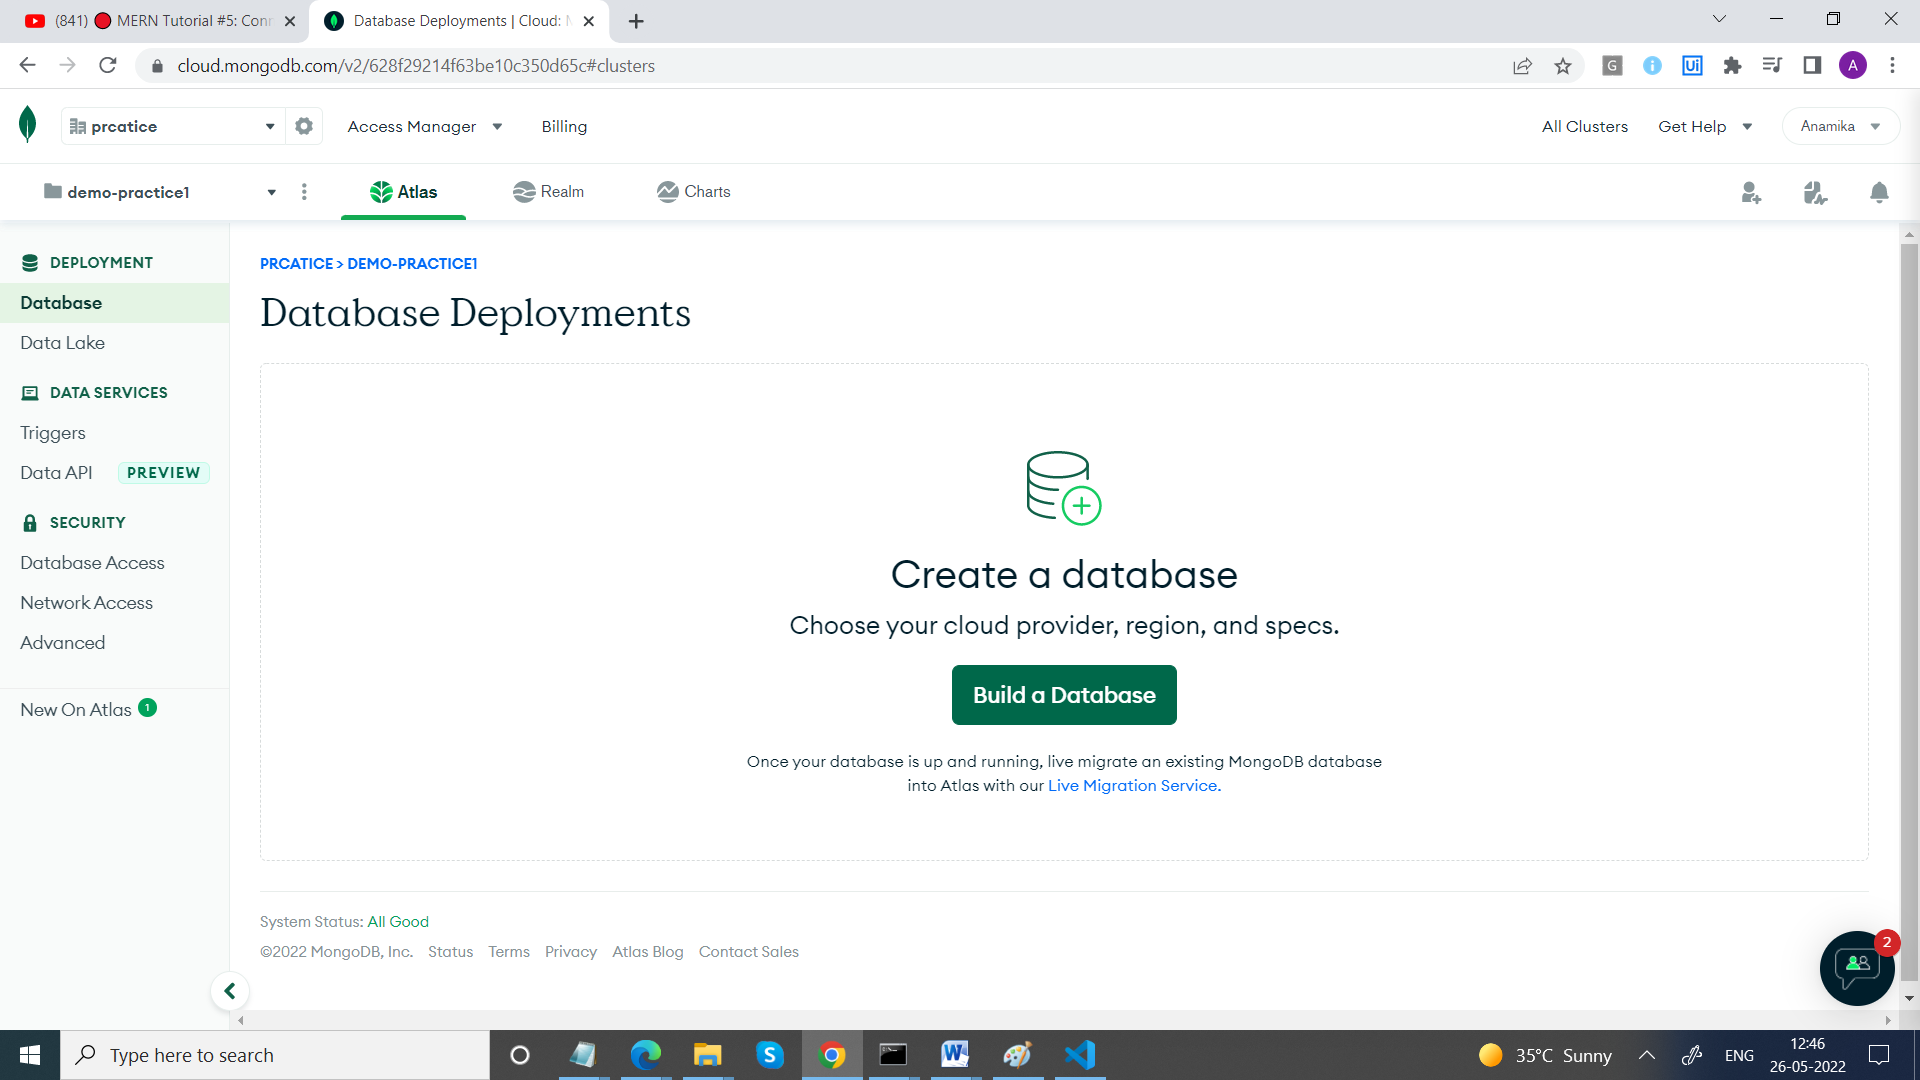 (841) 🔴 MERN Tutorial #5: Conn
Database Deployments | Cloud: M
cloud.mongodb.com/v2/628f29214f63be10c350d65c#clusters
G
i
Ui
A
prcatice
Access Manager
Billing
All Clusters
Get Help
Anamika
demo-practice1
Atlas
Realm
Charts
DEPLOYMENT
Database
Data Lake
DATA SERVICES
Triggers
Data API PREVIEW
SECURITY
Database Access
Network Access
Advanced
New On Atlas 1
PRCATICE > DEMO-PRACTICE1
Database Deployments
Create a database
Choose your cloud provider, region, and specs.
Build a Database
Once your database is up and running, live migrate an existing MongoDB database
into Atlas with our Live Migration Service.
System Status: All Good
©2022 MongoDB, Inc. Status Terms Privacy Atlas Blog Contact Sales
2
Type here to search
S
W
35°C Sunny
ENG
12:46
26-05-2022